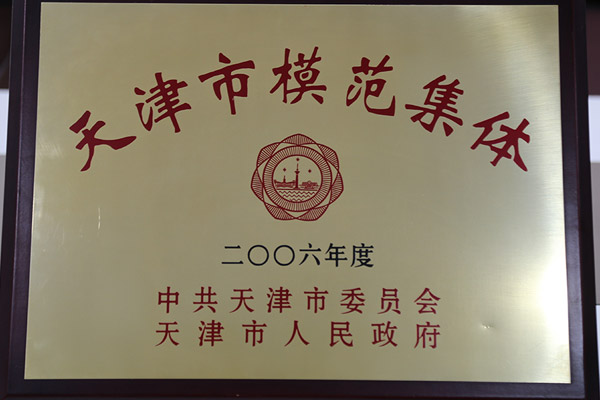 天津市模范集体
二〇〇六年度
中共天津市委员会
天津市人民政府